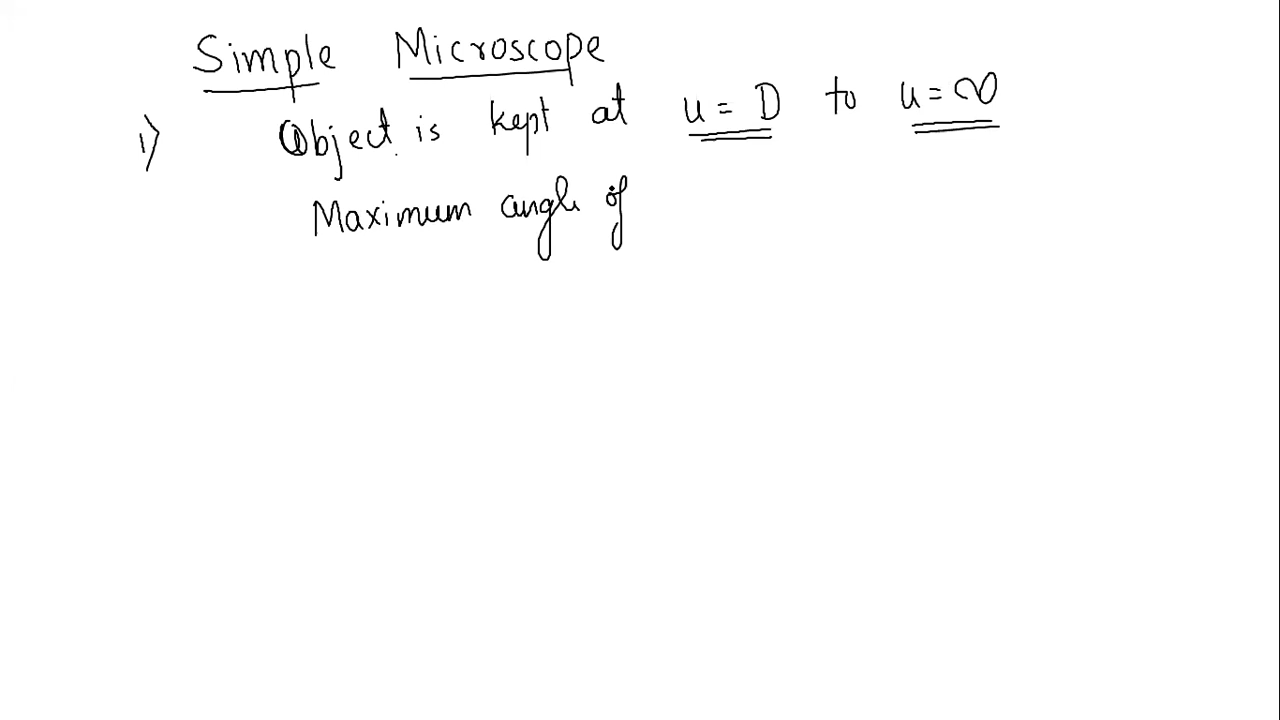 Simple Microscope
1) Object is kept at u = D to u = ∞
Maximum angle of